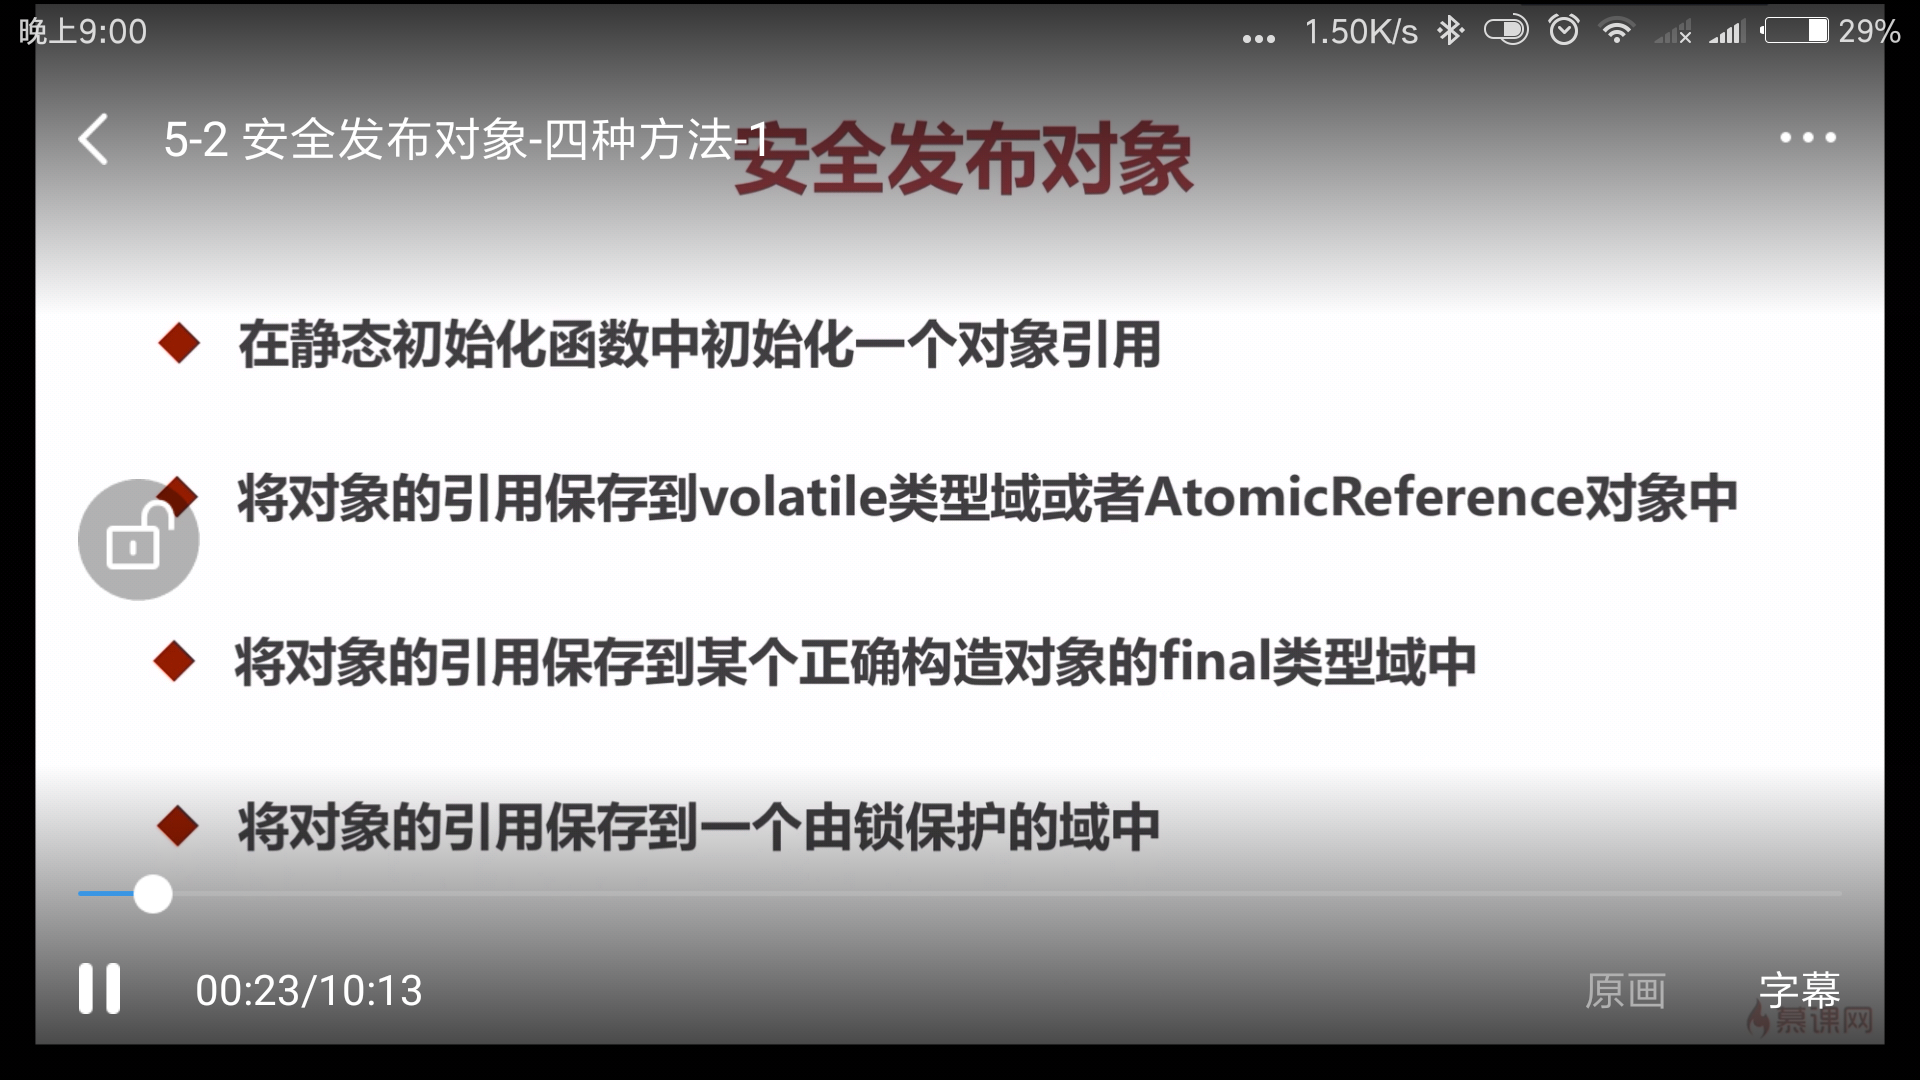 晚上9:00
... 1.50K/s 29%
5-2 安全发布对象-四种方法-1
安全发布对象
在静态初始化函数中初始化一个对象引用
将对象的引用保存到volatile类型域或者AtomicReference对象中
将对象的引用保存到某个正确构造对象的final类型域中
将对象的引用保存到一个由锁保护的域中
00:23/10:13
原画 字幕
慕课网